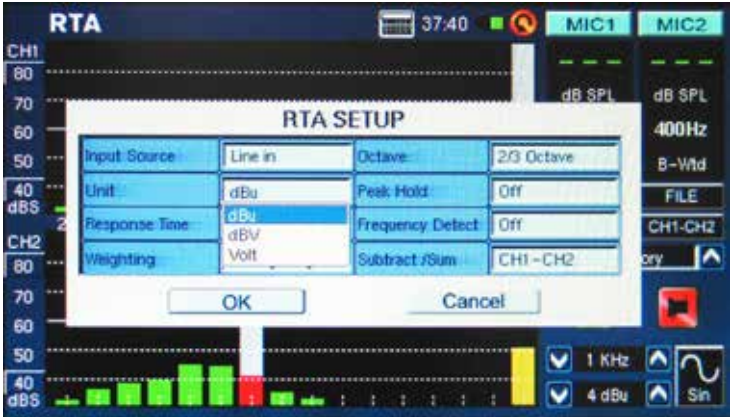 RTA 37:40 MIC1 MIC2
CH1
80
70
60
50
40
dBS
CH2
80
70
60
50
40
dBS
dB SPL dB SPL
400Hz
B-Wtd
FILE
CH1-CH2
ory
RTA SETUP
Input Source Line in Octave 2/3 Octave
Unit dBu Peak Hold Off
dBu
dBV
Volt
Response Time Frequency Detect Off
Weighting Subtract /Sum CH1-CH2
OK Cancel
1 KHz
4 dBu Sin